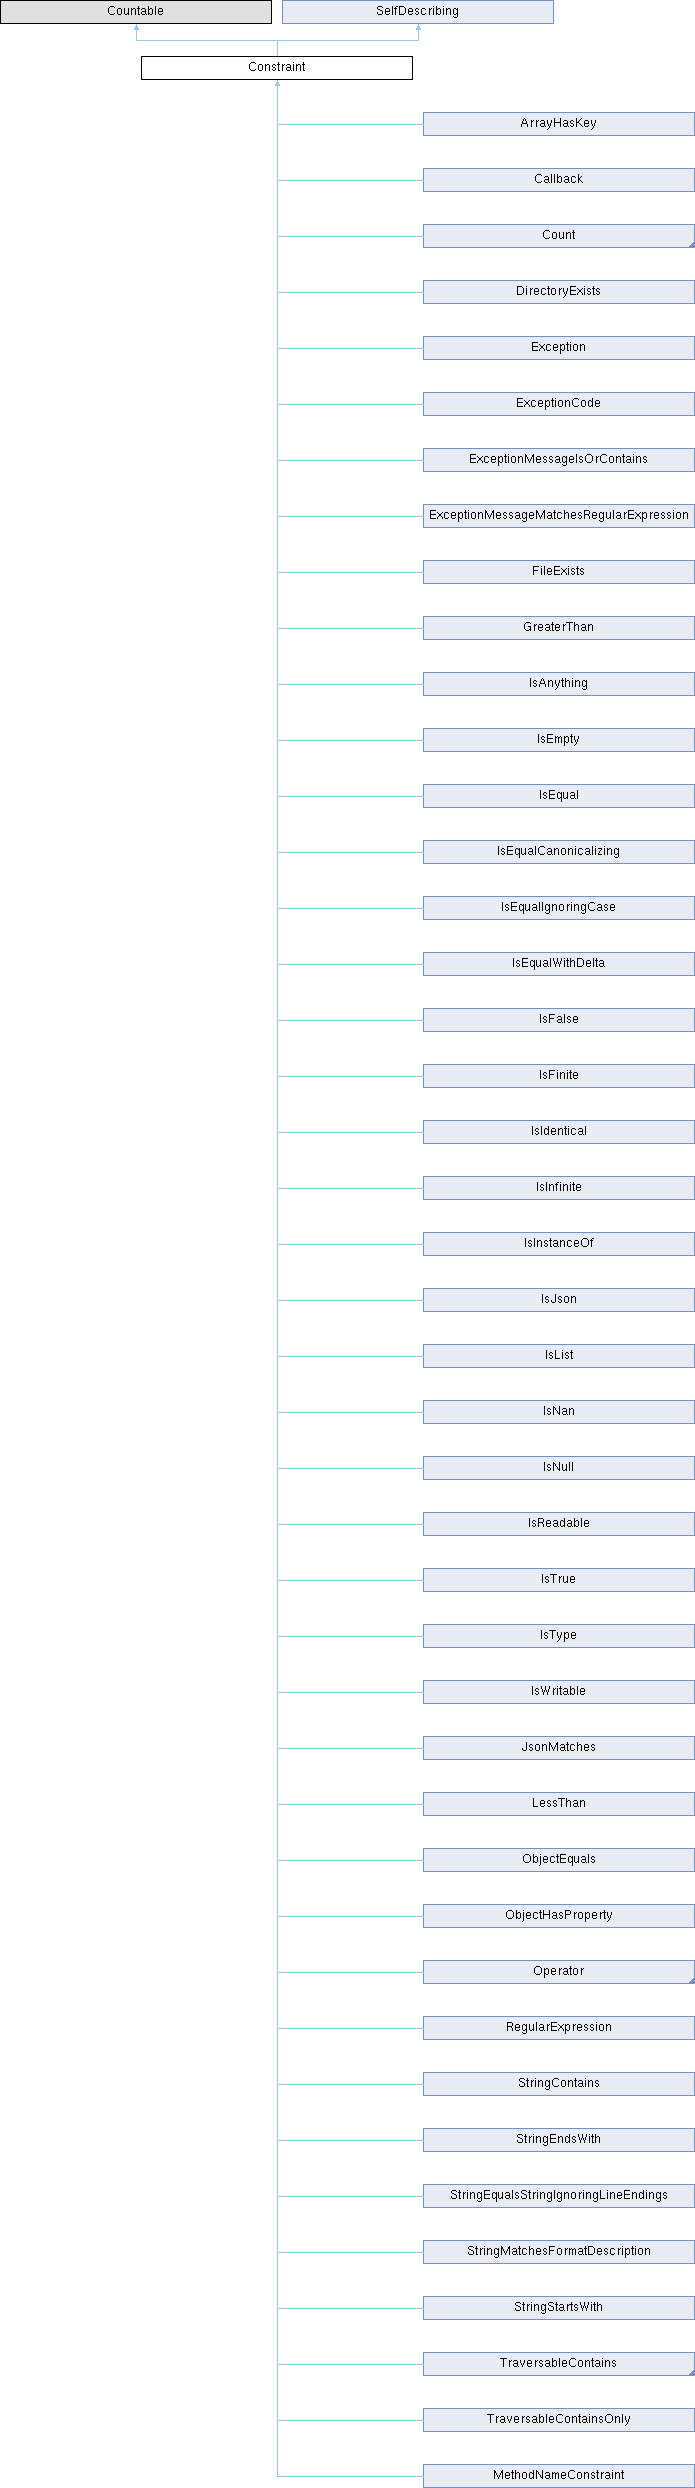 Countable
SelfDescribing
Constraint
ArrayHasKey
Callback
Count
DirectoryExists
Exception
ExceptionCode
ExceptionMessageIsOrContains
ExceptionMessageMatchesRegularExpression
FileExists
GreaterThan
IsAnything
IsEmpty
IsEqual
IsEqualCanonicalizing
IsEqualIgnoringCase
IsEqualWithDelta
IsFalse
IsFinite
IsIdentical
IsInfinite
IsInstanceOf
IsJson
IsList
IsNan
IsNull
IsReadable
IsTrue
IsType
IsWritable
JsonMatches
LessThan
ObjectEquals
ObjectHasProperty
Operator
RegularExpression
StringContains
StringEndsWith
StringEqualsStringIgnoringLineEndings
StringMatchesFormatDescription
StringStartsWith
TraversableContains
TraversableContainsOnly
MethodNameConstraint